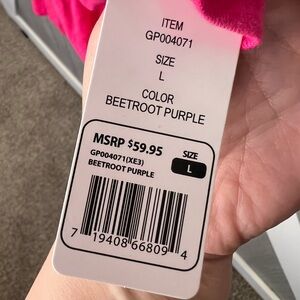 ITEM
GP004071
SIZE
L
COLOR
BEETROOT PURPLE
MSRP $59.95
GP004071(XE3)
BEETROOT PURPLE
SIZE
L
7 19408 66809 4